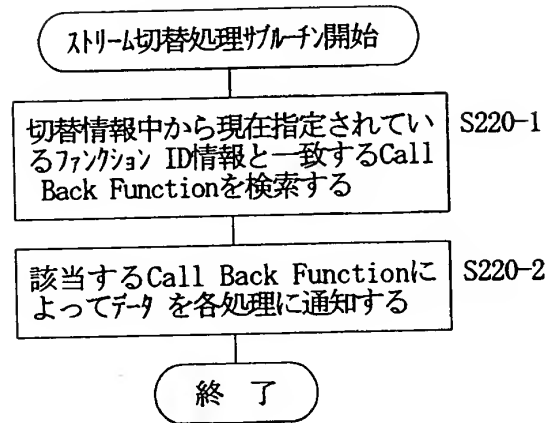 ｽﾄﾘｰﾑ切替処理ｻﾌﾞﾙｰﾁﾝ開始
切替情報中から現在指定されてい
るﾌｧﾝｸｼｮﾝ ID情報と一致するCall
Back Functionを検索する
S220-1
該当するCall Back Functionに
よってﾃﾞｰﾀ を各処理に通知する
S220-2
終 了